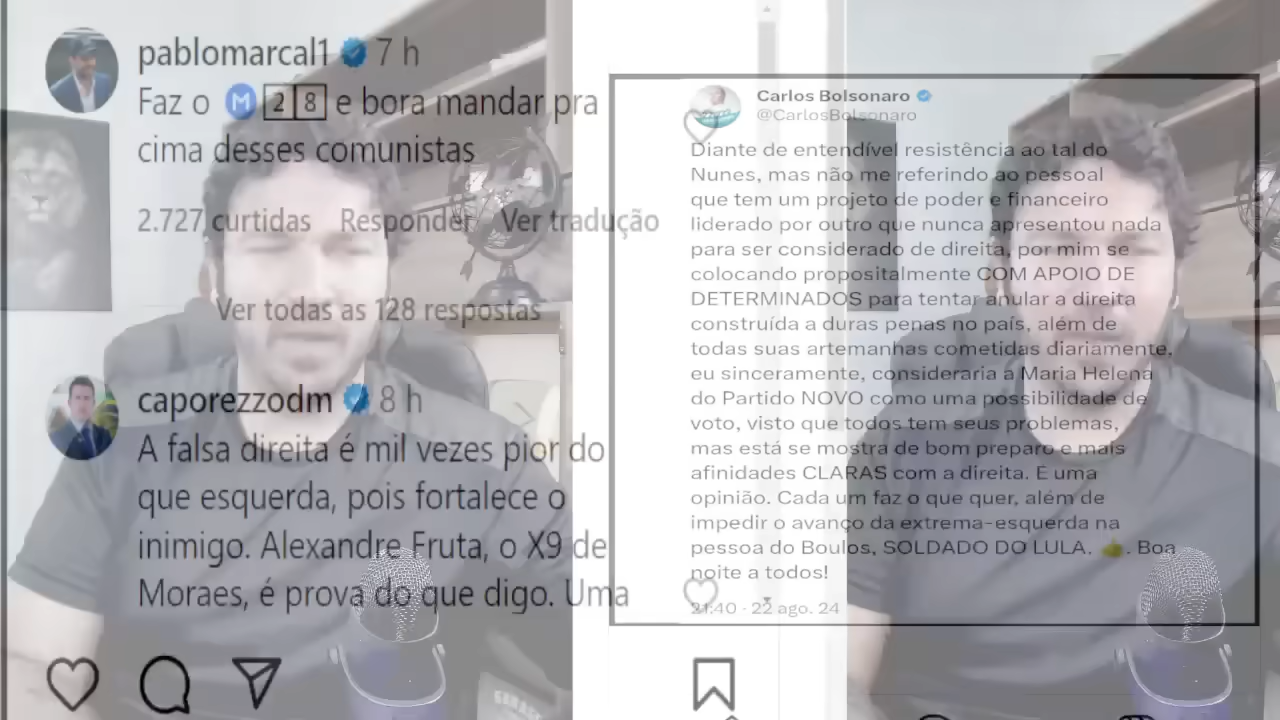 pablomarcal1 7 h
Faz o M 28 e bora mandar pra
cima desses comunistas
2.727 curtidas Responder Ver tradução
Ver todas as 128 respostas
caporezzodm 8 h
A falsa direita é mil vezes pior do
que esquerda, pois fortalece o
inimigo. Alexandre Fruta, o X9 de
Moraes, é prova do que digo. Uma
Carlos Bolsonaro
@CarlosBolsonaro
Diante de entendível resistência ao tal do
Nunes, mas não me referindo ao pessoal
que tem um projeto de poder e financeiro
liderado por outro que nunca apresentou nada
para ser considerado de direita, por mim se
colocando propositalmente COM APOIO DE
DETERMINADOS para tentar anular a direita
construída a duras penas no país, além de
todas suas artemanhas cometidas diariamente,
eu sinceramente, consideraria a Maria Helena
do Partido NOVO como uma possibilidade de
voto, visto que todos tem seus problemas,
mas está se mostra de bom preparo e mais
afinidades CLARAS com a direita. É uma
opinião. Cada um faz o que quer, além de
impedir o avanço da extrema-esquerda na
pessoa do Boulos, SOLDADO DO LULA. 👍. Boa
noite a todos!
21:40 · 22 ago. 24